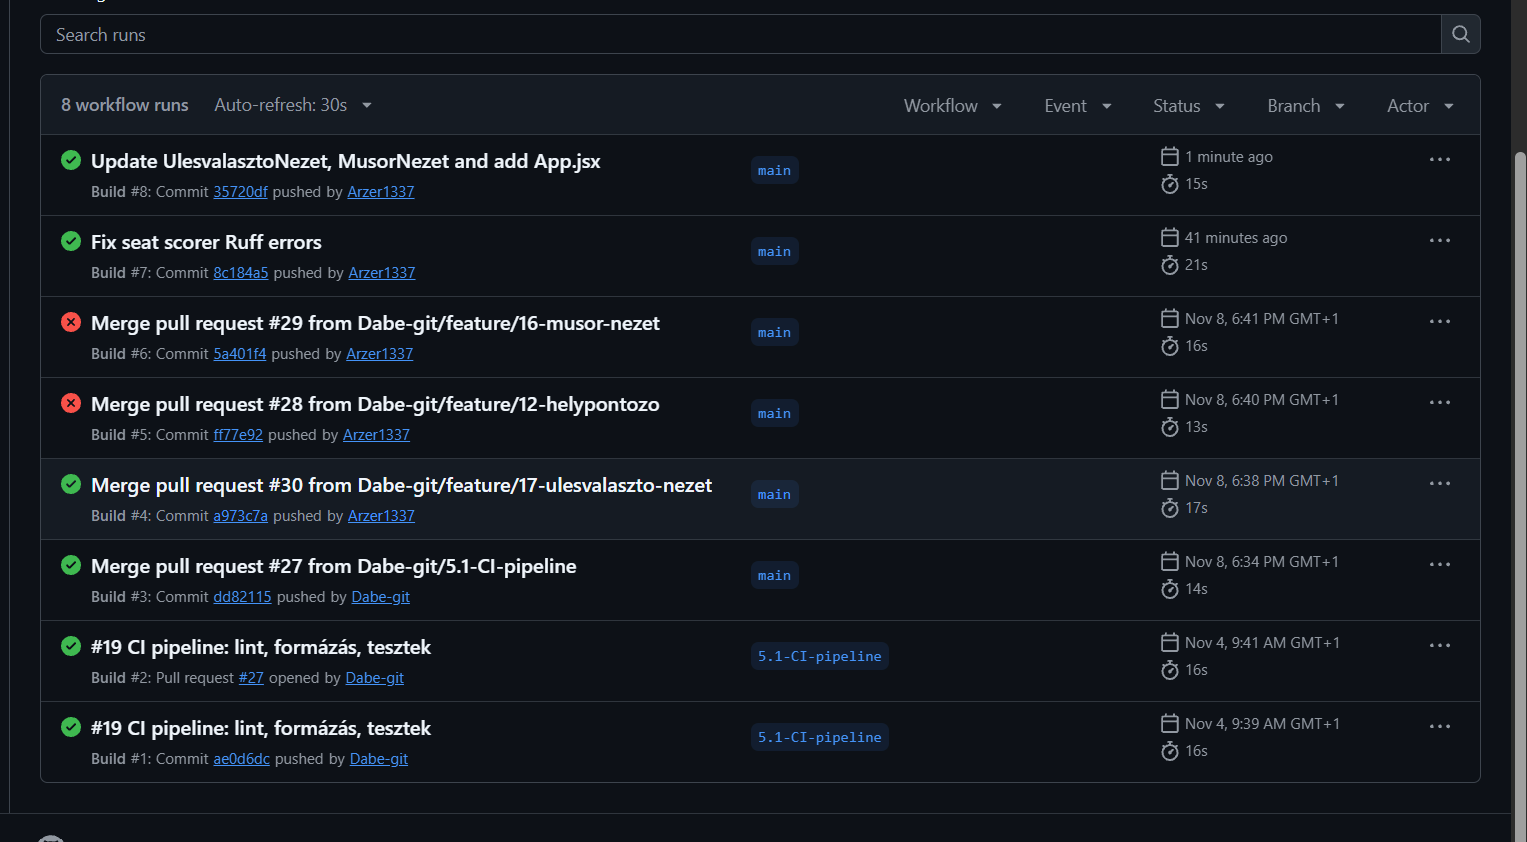 Search runs
8 workflow runs Auto-refresh: 30s Workflow Event Status Branch Actor
Update UlesvalasztoNezet, MusorNezet and add App.jsx
Build #8: Commit 35720df pushed by Arzer1337
main
1 minute ago
15s
Fix seat scorer Ruff errors
Build #7: Commit 8c184a5 pushed by Arzer1337
main
41 minutes ago
21s
Merge pull request #29 from Dabe-git/feature/16-musor-nezet
Build #6: Commit 5a401f4 pushed by Arzer1337
main
Nov 8, 6:41 PM GMT+1
16s
Merge pull request #28 from Dabe-git/feature/12-helypontozo
Build #5: Commit ff77e92 pushed by Arzer1337
main
Nov 8, 6:40 PM GMT+1
13s
Merge pull request #30 from Dabe-git/feature/17-ulesvalaszto-nezet
Build #4: Commit a973c7a pushed by Arzer1337
main
Nov 8, 6:38 PM GMT+1
17s
Merge pull request #27 from Dabe-git/5.1-CI-pipeline
Build #3: Commit dd82115 pushed by Dabe-git
main
Nov 8, 6:34 PM GMT+1
14s
#19 CI pipeline: lint, formázás, tesztek
Build #2: Pull request #27 opened by Dabe-git
5.1-CI-pipeline
Nov 4, 9:41 AM GMT+1
16s
#19 CI pipeline: lint, formázás, tesztek
Build #1: Commit ae0d6dc pushed by Dabe-git
5.1-CI-pipeline
Nov 4, 9:39 AM GMT+1
16s